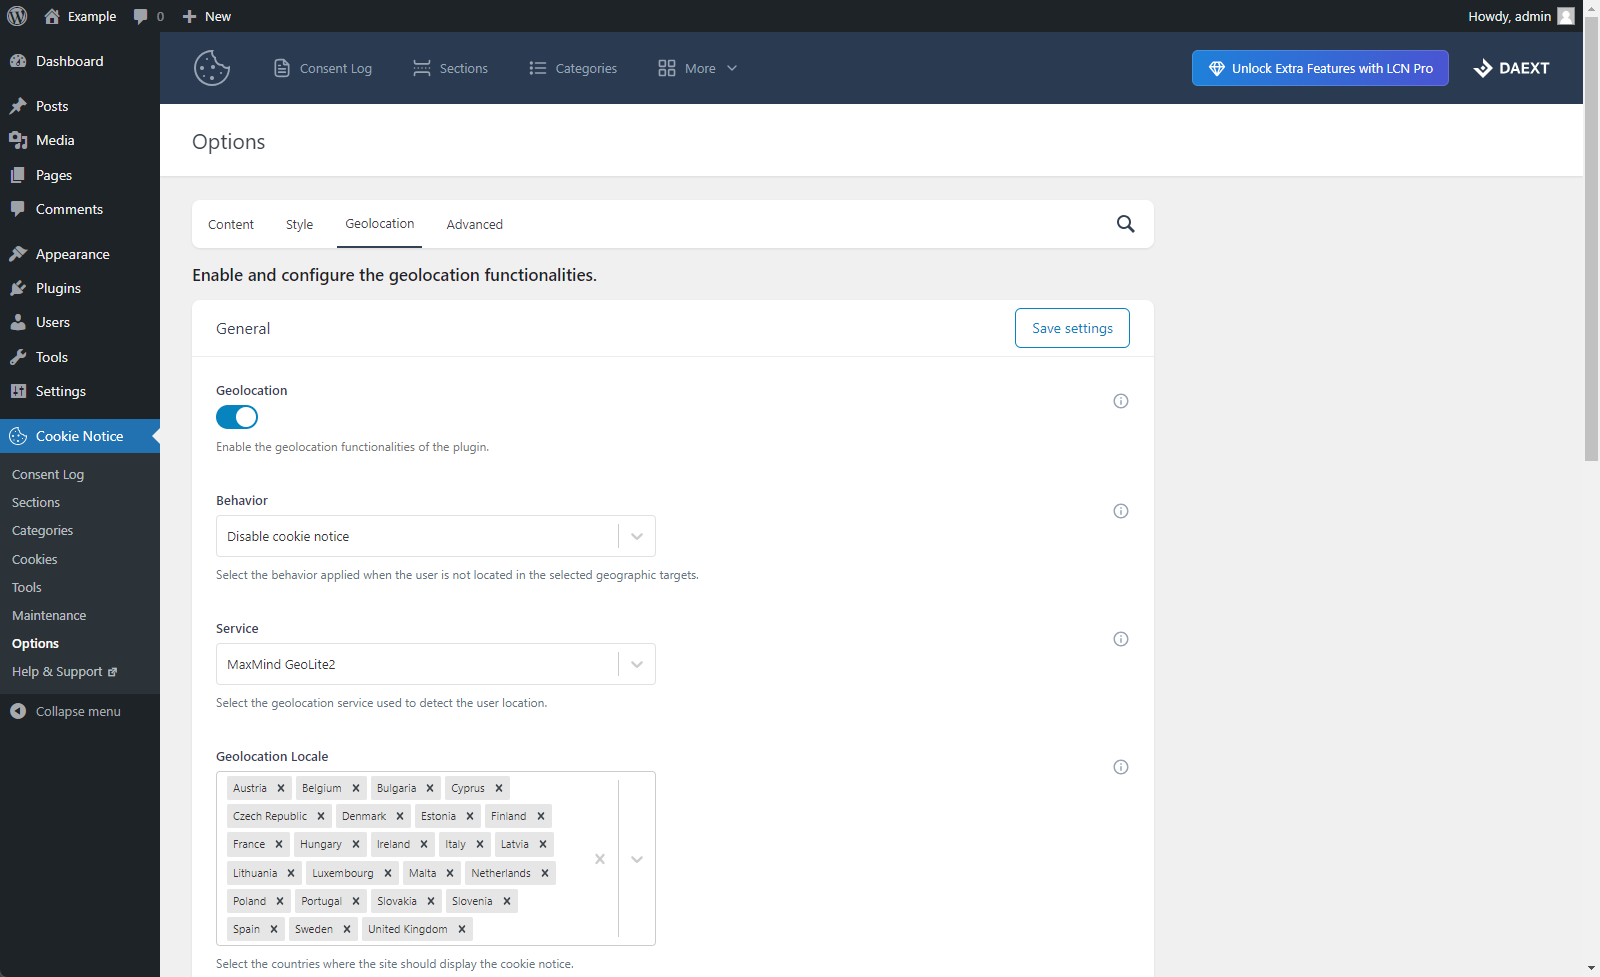 Example 0 New Howdy, admin
Dashboard
Posts
Media
Pages
Comments
Appearance
Plugins
Users
Tools
Settings
Cookie Notice
Consent Log
Sections
Categories
Cookies
Tools
Maintenance
Options
Help & Support
Collapse menu
Consent Log Sections Categories More Unlock Extra Features with LCN Pro DAEXT
Options
Content Style Geolocation Advanced
Enable and configure the geolocation functionalities.
General Save settings
Geolocation
Enable the geolocation functionalities of the plugin.
Behavior
Disable cookie notice
Select the behavior applied when the user is not located in the selected geographic targets.
Service
MaxMind GeoLite2
Select the geolocation service used to detect the user location.
Geolocation Locale
Austria Belgium Bulgaria Cyprus
Czech Republic Denmark Estonia Finland
France Hungary Ireland Italy Latvia
Lithuania Luxembourg Malta Netherlands
Poland Portugal Slovakia Slovenia
Spain Sweden United Kingdom
Select the countries where the site should display the cookie notice.